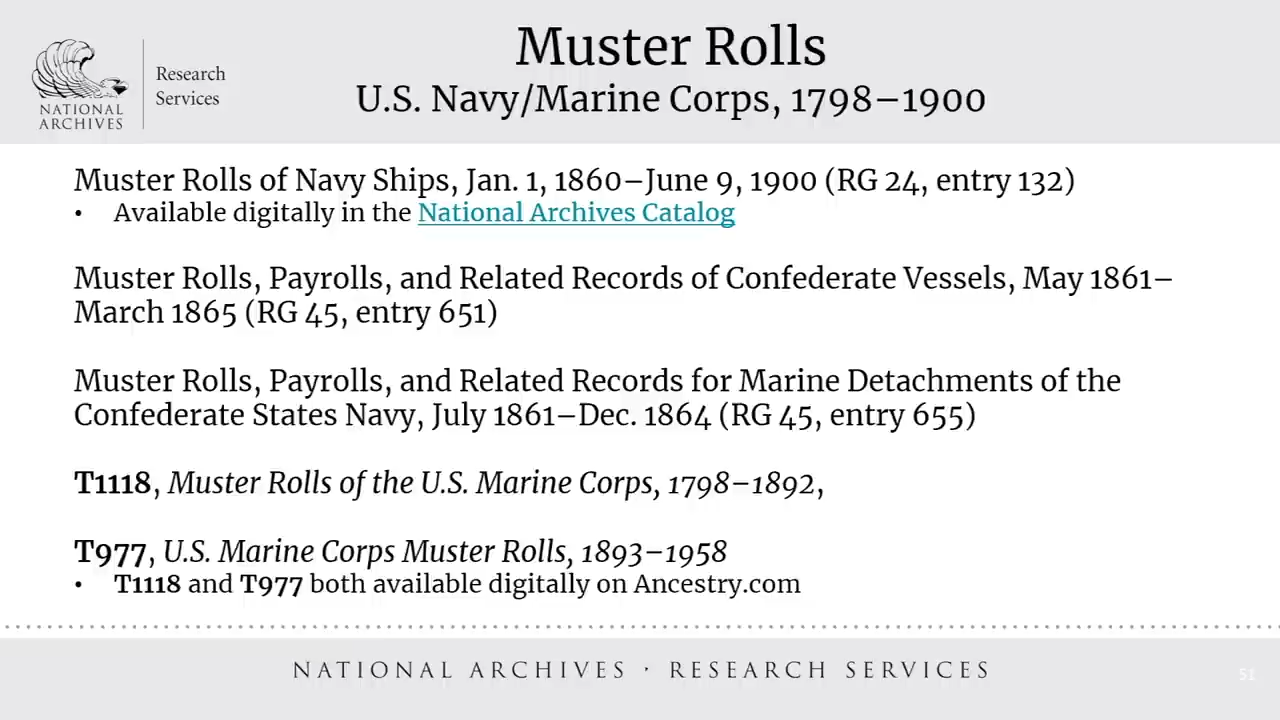 NATIONAL
ARCHIVES
Research
Services
Muster Rolls
U.S. Navy/Marine Corps, 1798–1900
Muster Rolls of Navy Ships, Jan. 1, 1860–June 9, 1900 (RG 24, entry 132)
• Available digitally in the National Archives Catalog
Muster Rolls, Payrolls, and Related Records of Confederate Vessels, May 1861–
March 1865 (RG 45, entry 651)
Muster Rolls, Payrolls, and Related Records for Marine Detachments of the
Confederate States Navy, July 1861–Dec. 1864 (RG 45, entry 655)
T1118, Muster Rolls of the U.S. Marine Corps, 1798–1892,
T977, U.S. Marine Corps Muster Rolls, 1893–1958
• T1118 and T977 both available digitally on Ancestry.com
NATIONAL ARCHIVES · RESEARCH SERVICES
51